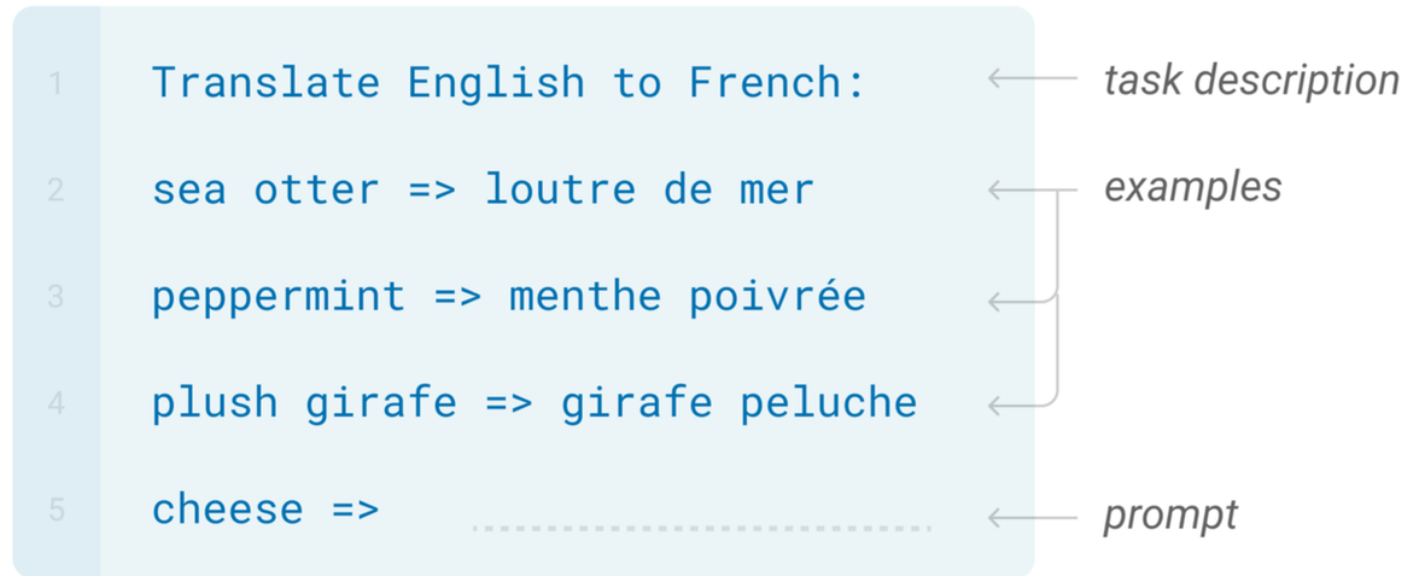 1 Translate English to French: task description
2 sea otter => loutre de mer examples
3 peppermint => menthe poivrée
4 plush girafe => girafe peluche
5 cheese => prompt